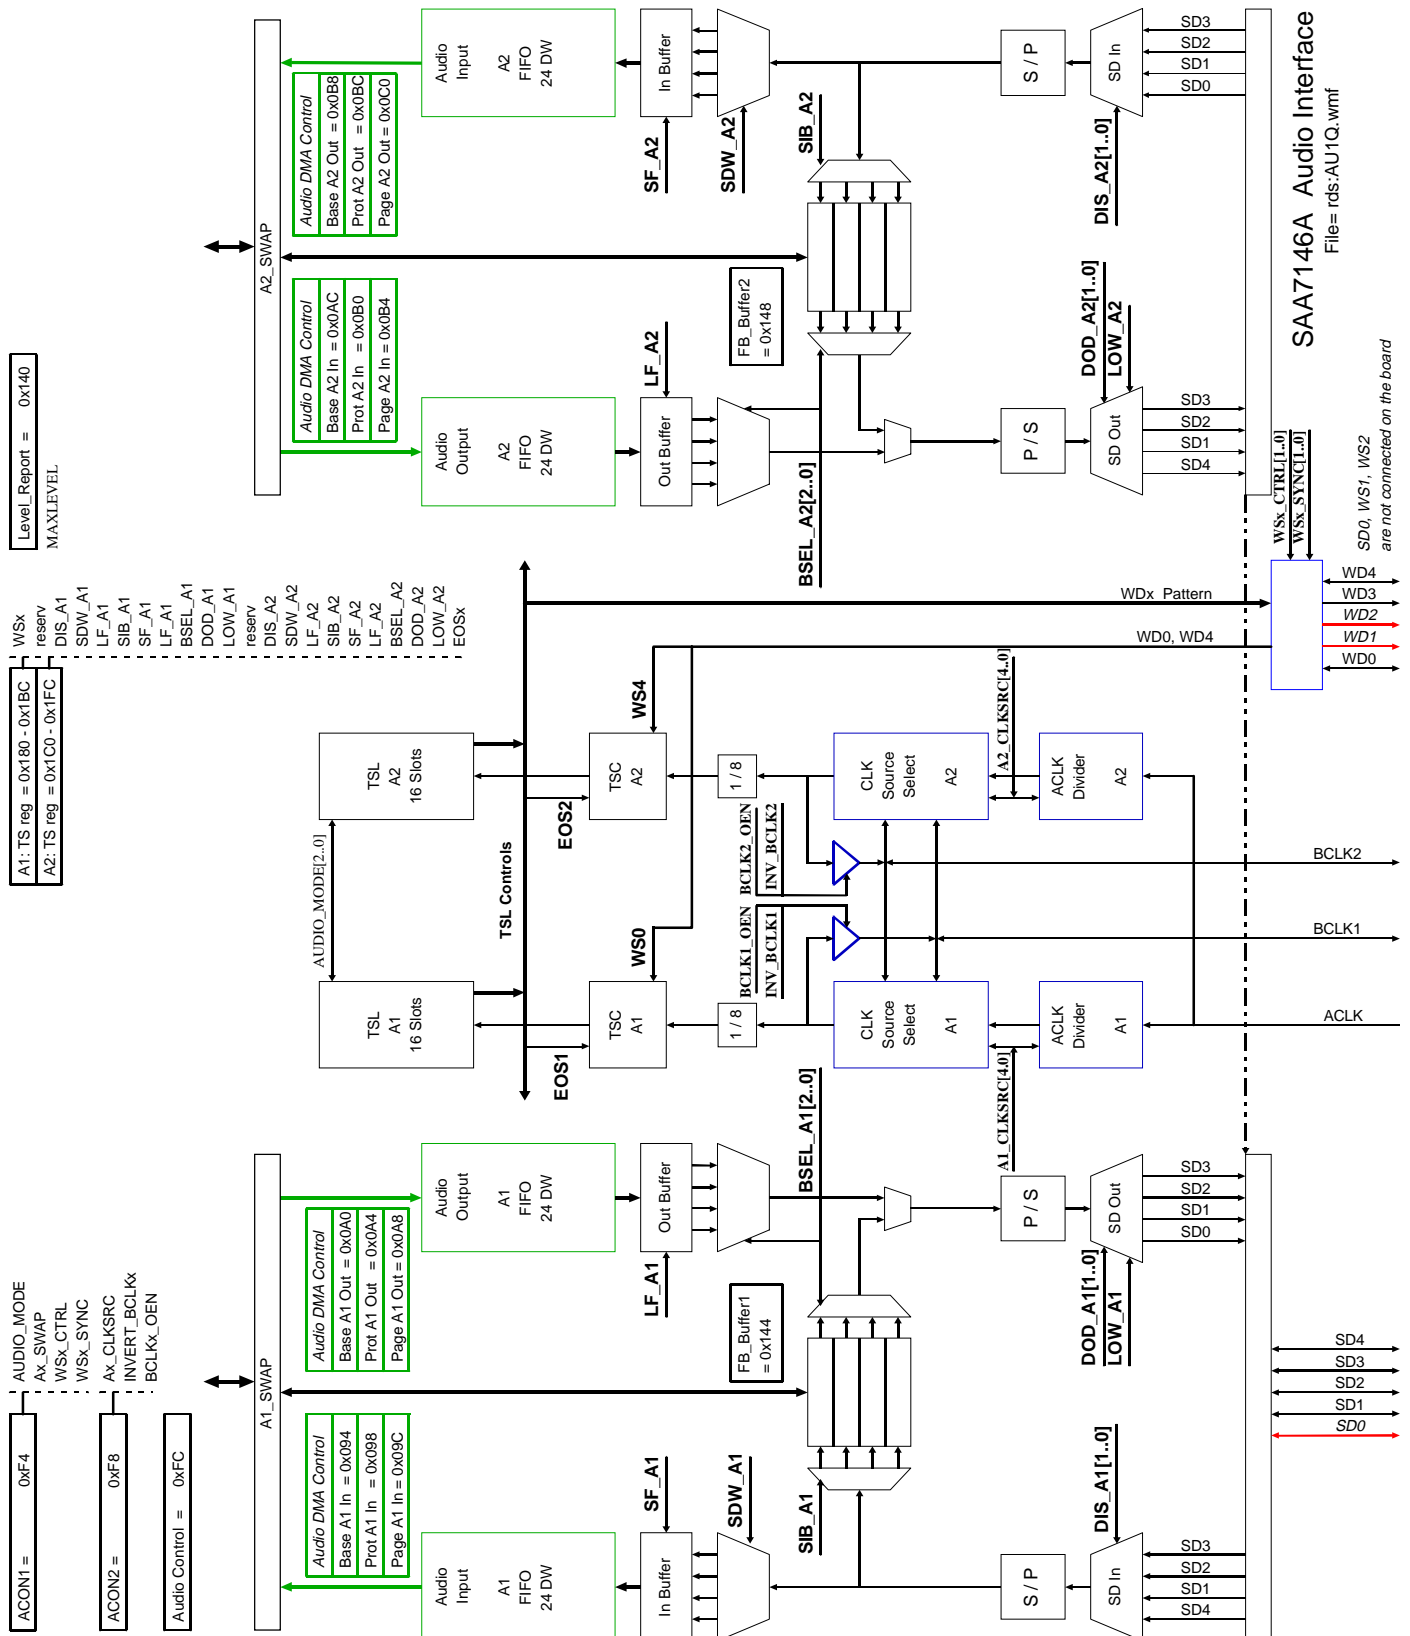 SAA7146A Audio Interface
File= rds:AU1Q.wmf
ACON1 = 0xF4
AUDIO_MODE
Ax_SWAP
WSx_CTRL
WSx_SYNC
ACON2 = 0xF8
Ax_CLKSRC
INVERT_BCLKx
BCLKx_OEN
Audio Control = 0xFC
A1: TS reg = 0x180 - 0x1BC
A2: TS reg = 0x1C0 - 0x1FC
WSx
reserv
DIS_A1
SDW_A1
LF_A1
SIB_A1
SF_A1
LF_A1
BSEL_A1
DOD_A1
LOW_A1
reserv
DIS_A2
SDW_A2
LF_A2
SIB_A2
SF_A2
LF_A2
BSEL_A2
DOD_A2
LOW_A2
EOSx
Level_Report = 0x140
MAXLEVEL
A1_SWAP
Audio DMA Control
Base A1 In = 0x094
Prot A1 In = 0x098
Page A1 In = 0x09C
Audio DMA Control
Base A1 Out = 0x0A0
Prot A1 Out = 0x0A4
Page A1 Out = 0x0A8
Audio
Input
A1
FIFO
24 DW
Audio
Output
A1
FIFO
24 DW
SF_A1
In Buffer
SDW_A1
LF_A1
Out Buffer
FB_Buffer1
= 0x144
SIB_A1
BSEL_A1[2..0]
S / P
P / S
DIS_A1[1..0]
SD In
SD4
SD1
SD2
SD3
DOD_A1[1..0]
LOW_A1
SD Out
SD0
SD1
SD2
SD3
SD0
SD1
SD2
SD3
SD4
TSL
A1
16 Slots
AUDIO_MODE[2..0]
TSL
A2
16 Slots
TSL Controls
EOS1
TSC
A1
WS0
EOS2
TSC
A2
WS4
1 / 8
BCLK1_OEN
INV_BCLK1
BCLK2_OEN
INV_BCLK2
1 / 8
CLK
Source
Select
A1
CLK
Source
Select
A2
A1_CLKSRC[4.0]
ACLK
Divider
A1
A2_CLKSRC[4..0]
ACLK
Divider
A2
ACLK
BCLK1
BCLK2
WD0, WD4
WDx Pattern
WSx_CTRL[1..0]
WSx_SYNC[1..0]
WD0
WD1
WD2
WD3
WD4
SD0, WS1, WS2
are not connected on the board
A2_SWAP
Audio DMA Control
Base A2 In = 0x0AC
Prot A2 In = 0x0B0
Page A2 In = 0x0B4
Audio DMA Control
Base A2 Out = 0x0B8
Prot A2 Out = 0x0BC
Page A2 Out = 0x0C0
Audio
Output
A2
FIFO
24 DW
Audio
Input
A2
FIFO
24 DW
LF_A2
Out Buffer
SF_A2
In Buffer
SDW_A2
FB_Buffer2
= 0x148
BSEL_A2[2..0]
SIB_A2
P / S
S / P
DOD_A2[1..0]
LOW_A2
SD Out
SD4
SD1
SD2
SD3
DIS_A2[1..0]
SD In
SD0
SD1
SD2
SD3